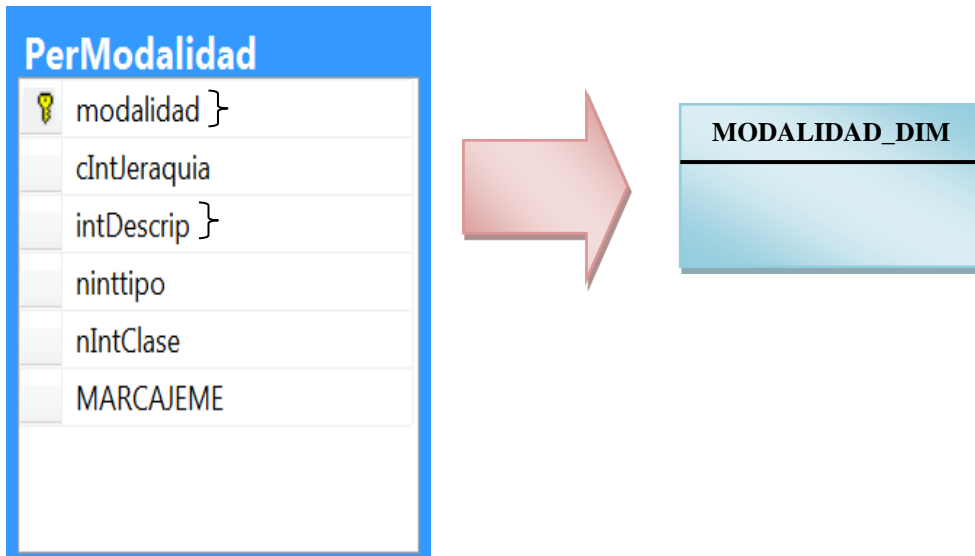 PerModalidad
modalidad
cIntJeraquia
intDescrip
ninttipo
nIntClase
MARCAJEME
MODALIDAD_DIM